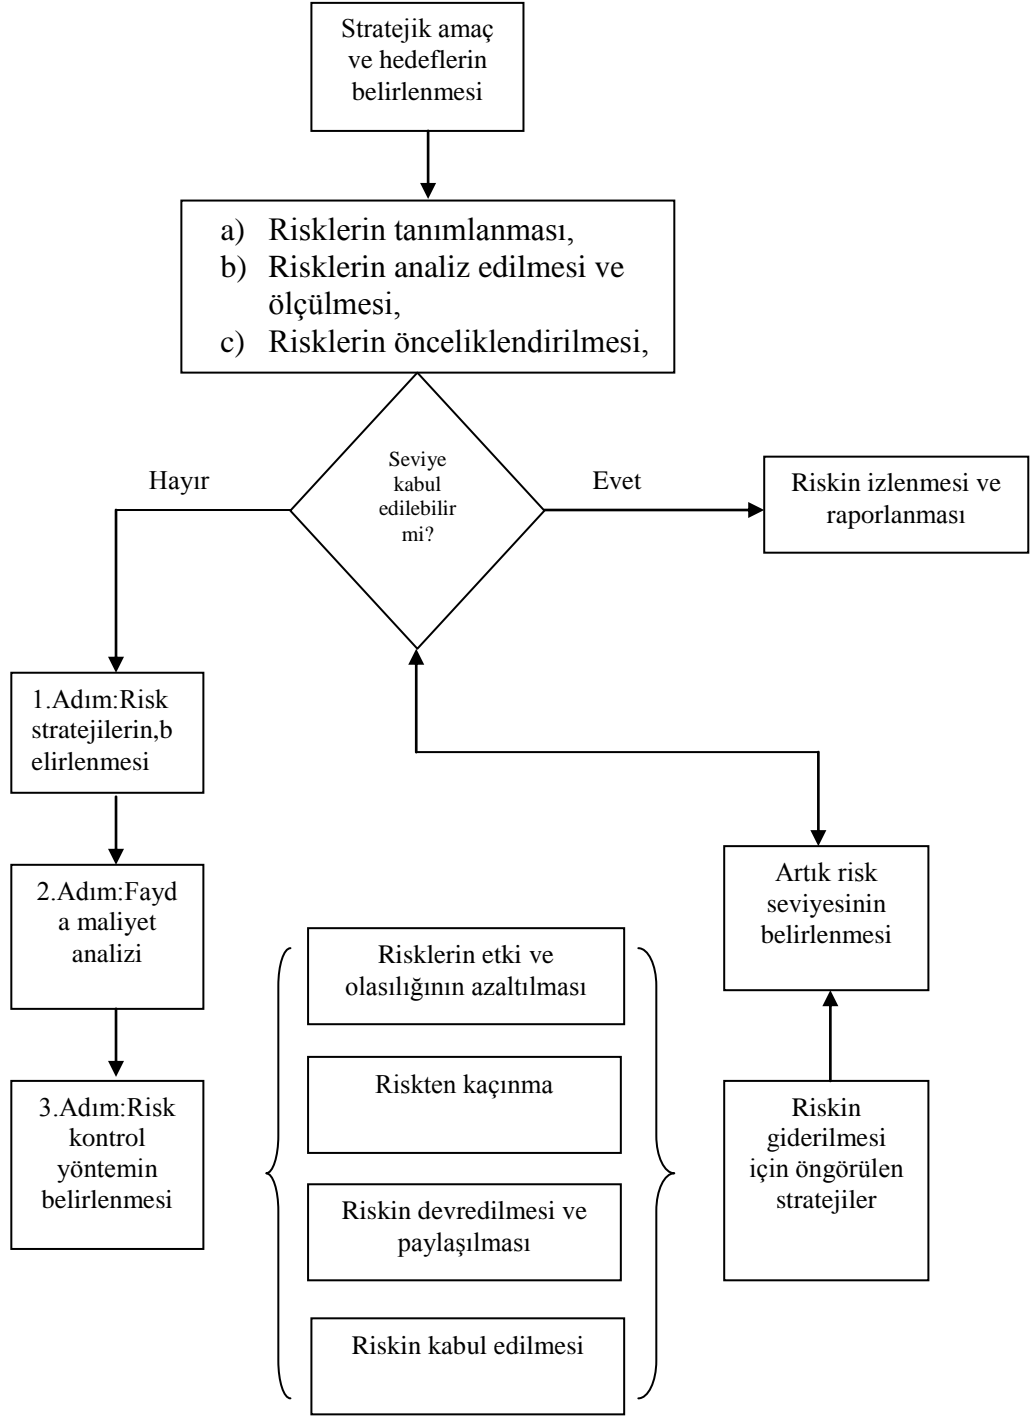 Stratejik amaç
ve hedeflerin
belirlenmesi
a) Risklerin tanımlanması,
b) Risklerin analiz edilmesi ve
ölçülmesi,
c) Risklerin önceliklendirilmesi,
Seviye
kabul
edilebilir
mi?
Hayır
Evet
Riskin izlenmesi ve
raporlanması
1.Adım:Risk
stratejilerin,b
elirlenmesi
2.Adım:Fayd
a maliyet
analizi
3.Adım:Risk
kontrol
yöntemin
belirlenmesi
Risklerin etki ve
olasılığının azaltılması
Riskten kaçınma
Riskin devredilmesi ve
paylaşılması
Riskin kabul edilmesi
Riskin
giderilmesi
için öngörülen
stratejiler
Artık risk
seviyesinin
belirlenmesi